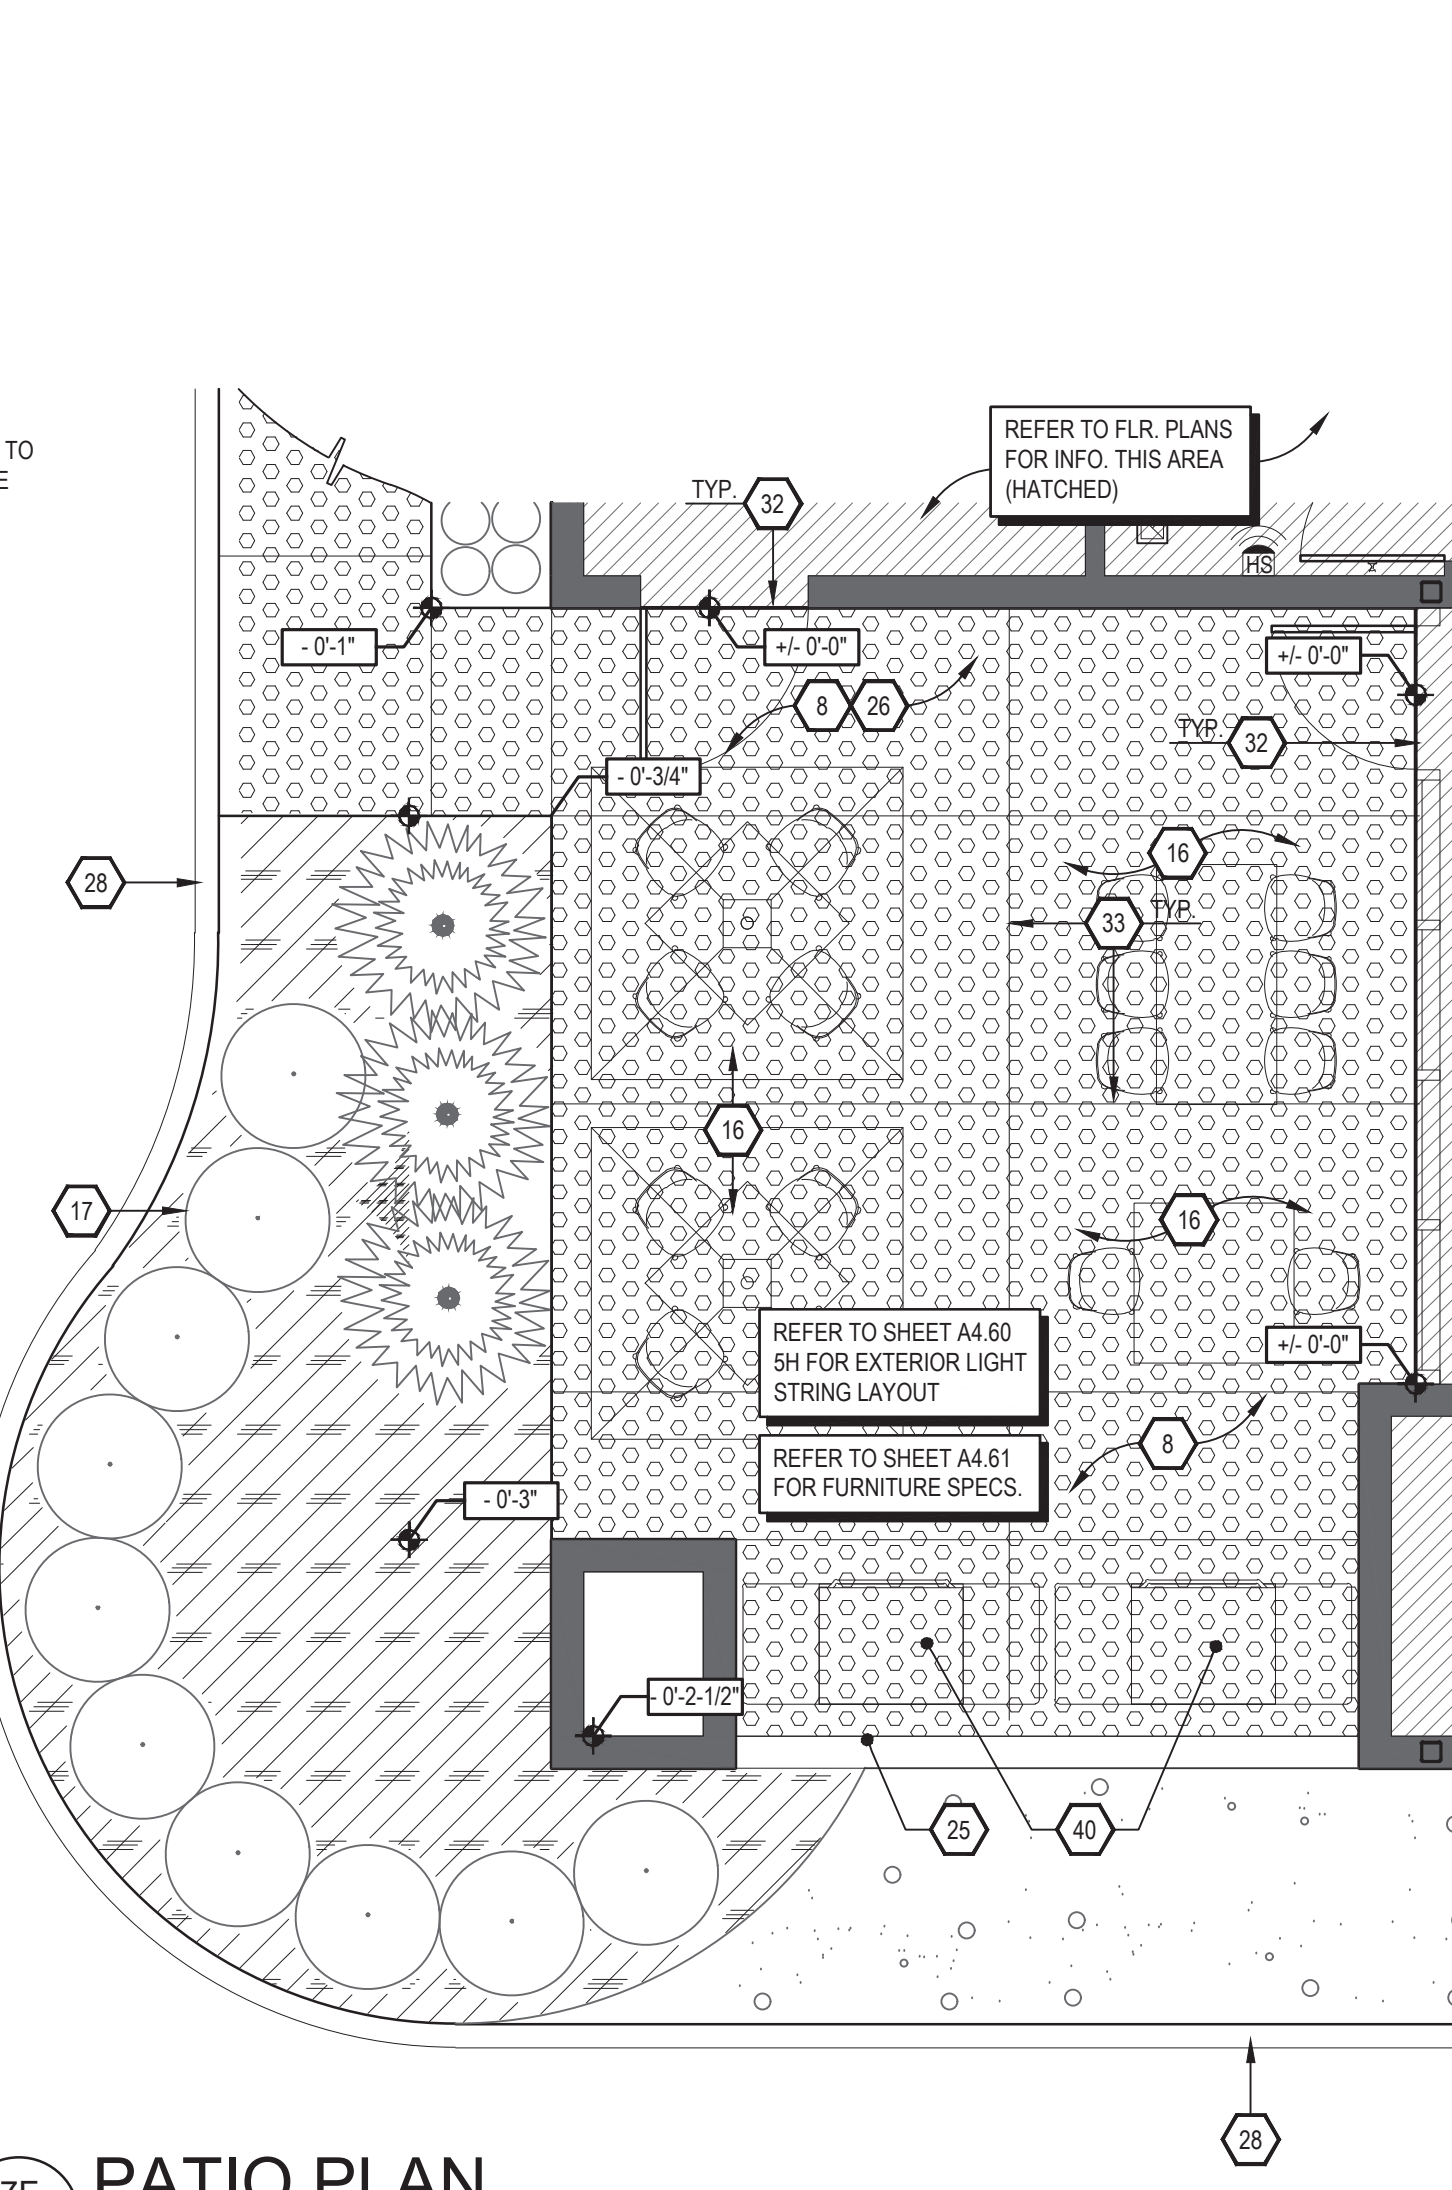 REFER TO FLR. PLANS
FOR INFO. THIS AREA
(HATCHED)
TO
E
TYP.
32
HS
- 0'-1"
+/- 0'-0"
+/- 0'-0"
8
26
TYP.
32
- 0'-3/4"
16
28
33
TYP.
16
17
16
REFER TO SHEET A4.60
5H FOR EXTERIOR LIGHT
STRING LAYOUT
+/- 0'-0"
8
REFER TO SHEET A4.61
FOR FURNITURE SPECS.
- 0'-3"
- 0'-2-1/2"
25
40
28
PATIO PLAN